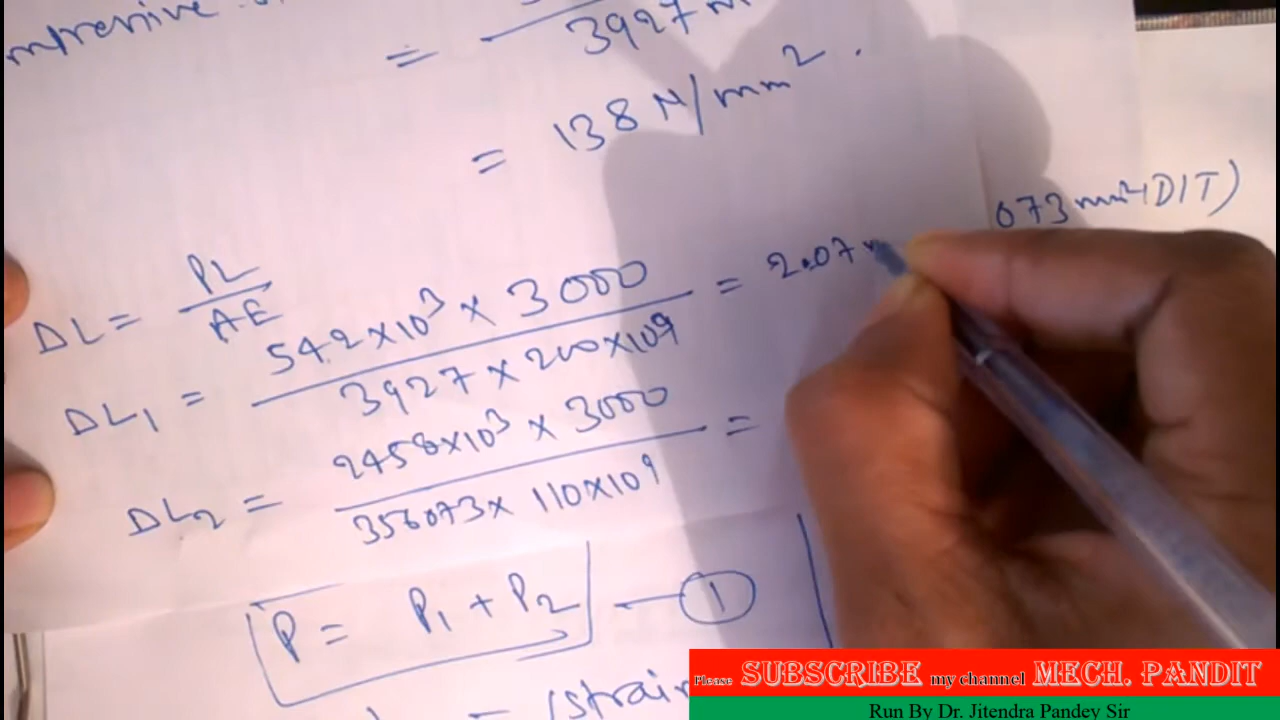 3927
= 138 N/mm².
073 mm² (DIT)
DL = PL/AE
DL₁ = 542×10³ × 3000 / 3927 × 200×10⁹ = 2.07
DL₂ = 2458×10³ × 3000 / 356073 × 110×10⁹ =
P = P₁ + P₂ — ①
= (strain
Please SUBSCRIBE my channel MECH. PANDIT
Run By Dr. Jitendra Pandey Sir